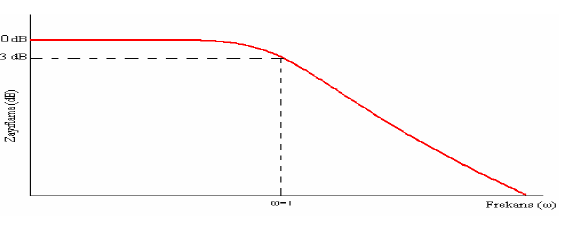 0 dB
3 dB
Zayıflama (dB)
ω=1
Frekans (ω)